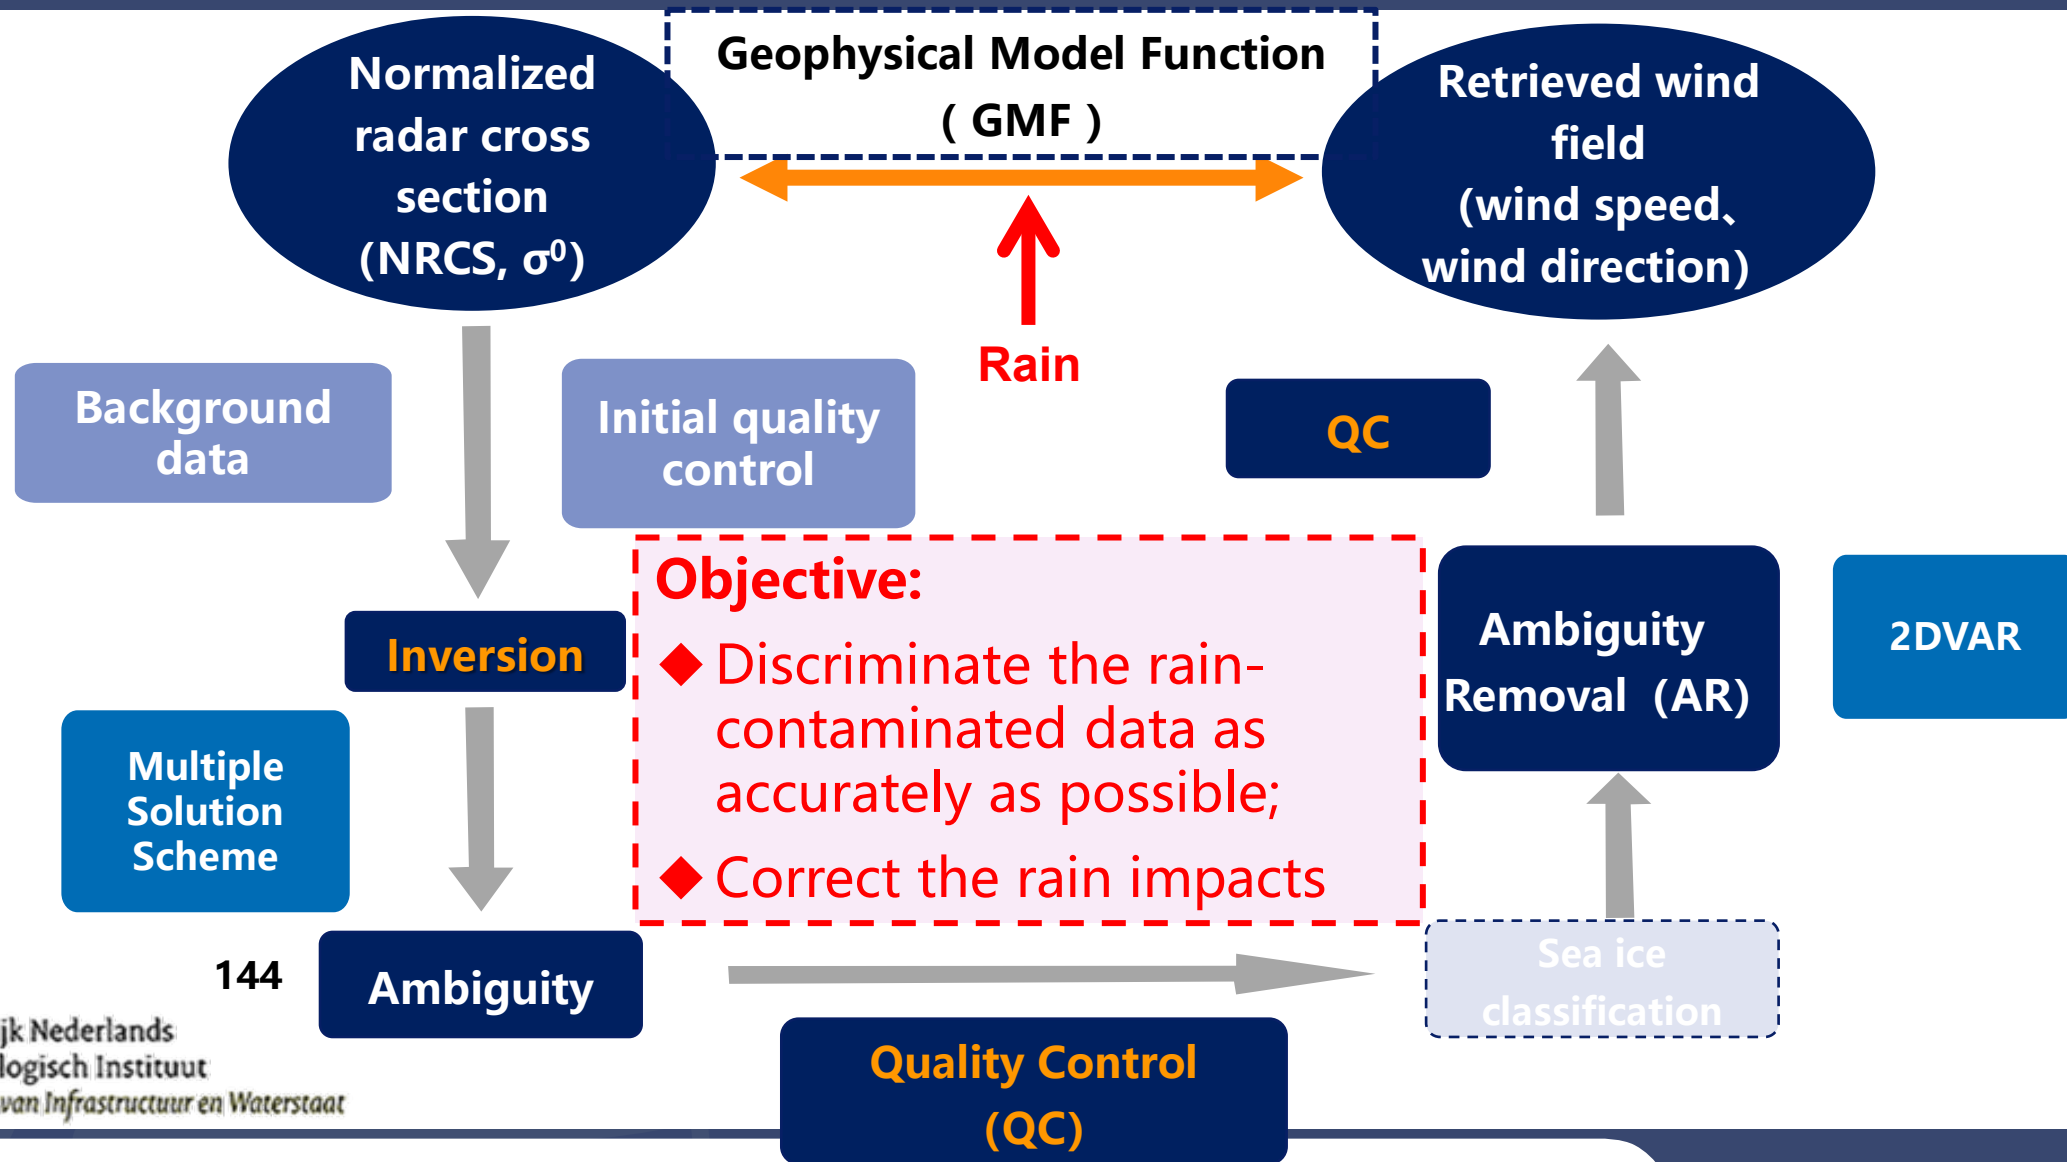 Geophysical Model Function
( GMF )
Normalized
radar cross
section
(NRCS, σ⁰)
Retrieved wind
field
(wind speed、
wind direction)
Rain
Background
data
Initial quality
control
QC
Objective:
◆ Discriminate the rain-
contaminated data as
accurately as possible;
◆ Correct the rain impacts
Inversion
Ambiguity
Removal (AR)
2DVAR
Multiple
Solution
Scheme
144
Ambiguity
Sea ice
classification
Quality Control
(QC)
jk Nederlands
logisch Instituut
van Infrastructuur en Waterstaat